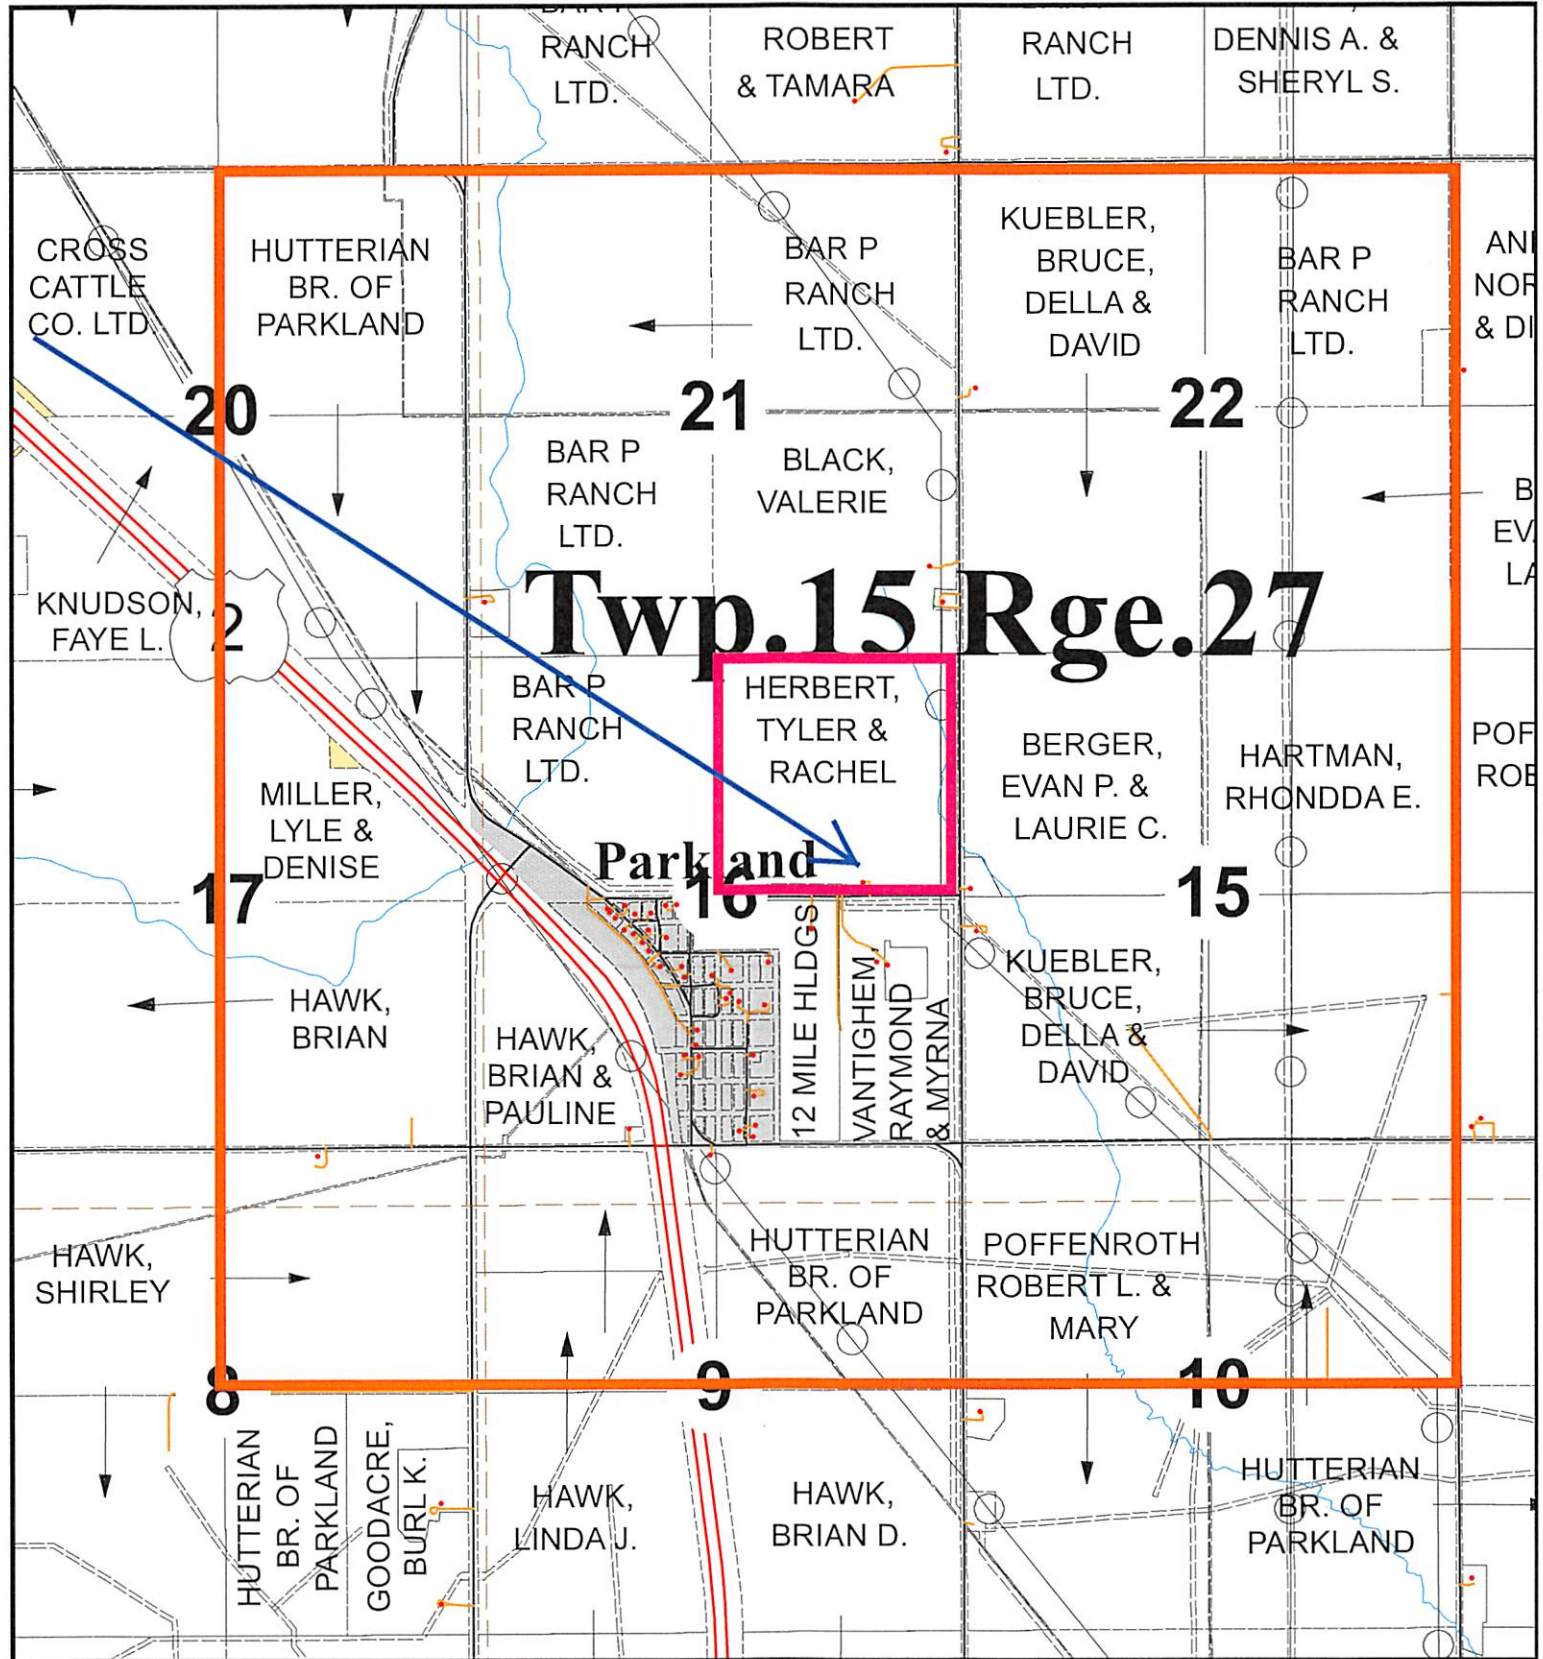 RANCH
LTD.
ROBERT
& TAMARA
RANCH
LTD.
DENNIS A. &
SHERYL S.
CROSS
CATTLE
CO. LTD.
HUTTERIAN
BR. OF
PARKLAND
BAR P
RANCH
LTD.
KUEBLER,
BRUCE,
DELLA &
DAVID
BAR P
RANCH
LTD.
20
21
22
BAR P
RANCH
LTD.
BLACK,
VALERIE
Twp.15 Rge.27
KNUDSON,
FAYE L.
2
BAR P
RANCH
LTD.
HERBERT,
TYLER &
RACHEL
BERGER,
EVAN P. &
LAURIE C.
HARTMAN,
RHONDDA E.
MILLER,
LYLE &
DENISE
Parkland
17
16
15
HAWK,
BRIAN
HAWK,
BRIAN &
PAULINE
12 MILE HLDGS
VANTIGHEM,
RAYMOND
& MYRNA
KUEBLER,
BRUCE,
DELLA &
DAVID
HAWK,
SHIRLEY
HUTTERIAN
BR. OF
PARKLAND
POFFENROTH
ROBERT L. &
MARY
8
9
10
HUTTERIAN
BR. OF
PARKLAND
GOODACRE,
BURL K.
HAWK,
LINDA J.
HAWK,
BRIAN D.
HUTTERIAN
BR. OF
PARKLAND